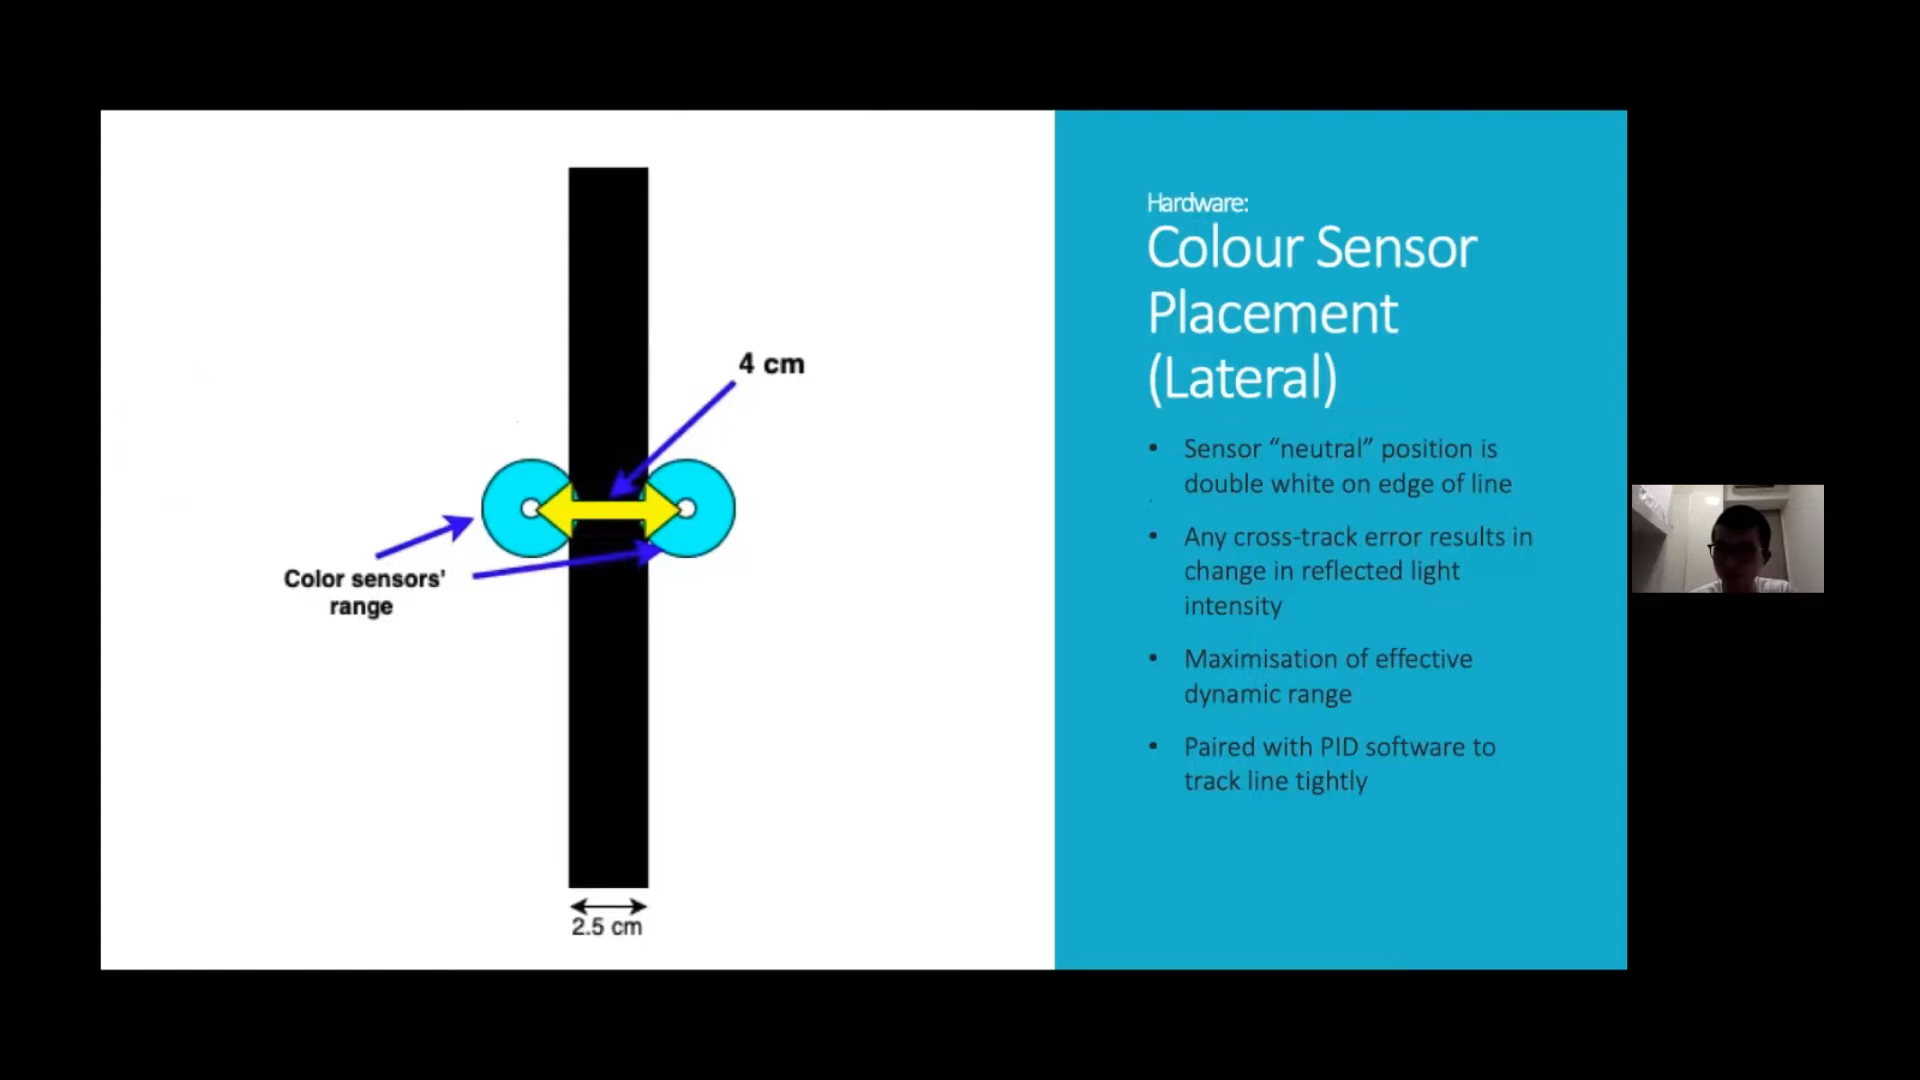 4 cm
Color sensors'
range
2.5 cm
Hardware:
Colour Sensor
Placement
(Lateral)
• Sensor “neutral” position is
double white on edge of line
• Any cross-track error results in
change in reflected light
intensity
• Maximisation of effective
dynamic range
• Paired with PID software to
track line tightly